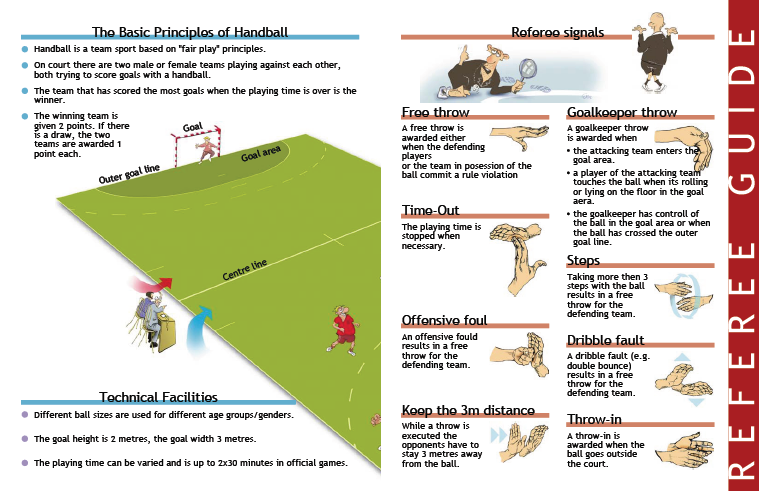 The Basic Principles of Handball
Handball is a team sport based on "fair play" principles.
On court there are two male or female teams playing against each other,
both trying to score goals with a handball.
The team that has scored the most goals when the playing time is over is the
winner.
The winning team is
given 2 points. If there
is a draw, the two
teams are awarded 1
point each.
Goal
Goal area
Outer goal line
Centre line
Technical Facilities
Different ball sizes are used for different age groups/genders.
The goal height is 2 metres, the goal width 3 metres.
The playing time can be varied and is up to 2x30 minutes in official games.
Referee signals
Free throw
A free throw is
awarded either
when the defending
players
or the team in posession of the
ball commit a rule violation
Time-Out
The playing time is
stopped when
necessary.
Offensive foul
An offensive fould
results in a free
throw for the
defending team.
Keep the 3m distance
While a throw is
executed the
opponents have to
stay 3 metres away
from the ball.
Goalkeeper throw
A goalkeeper throw
is awarded when
• the attacking team enters the
goal area.
• a player of the attacking team
touches the ball when its rolling
or lying on the floor in the goal
aera.
• the goalkeeper has controll of
the ball in the goal area or when
the ball has crossed the outer
goal line.
Steps
Taking more then 3
steps with the ball
results in a free
throw for the
defending team.
Dribble fault
A dribble fault (e.g.
double bounce)
results in a free
throw for the
defending team.
Throw-in
A throw-in is
awarded when the
ball goes outside
the court.
REFEREE GUIDE